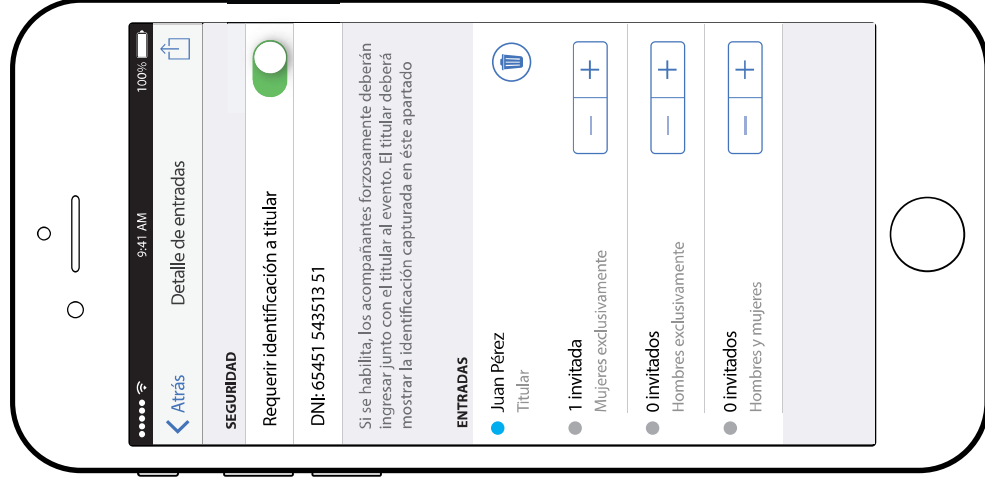 9:41 AM
100%
Atrás
Detalle de entradas
SEGURIDAD
Requerir identificación a titular
DNI: 65451 543513 51
Si se habilita, los acompañantes forzosamente deberán
ingresar junto con el titular al evento. El titular deberá
mostrar la identificación capturada en éste apartado
ENTRADAS
Juan Pérez
Titular
1 invitada
Mujeres exclusivamente
0 invitados
Hombres exclusivamente
0 invitados
Hombres y mujeres